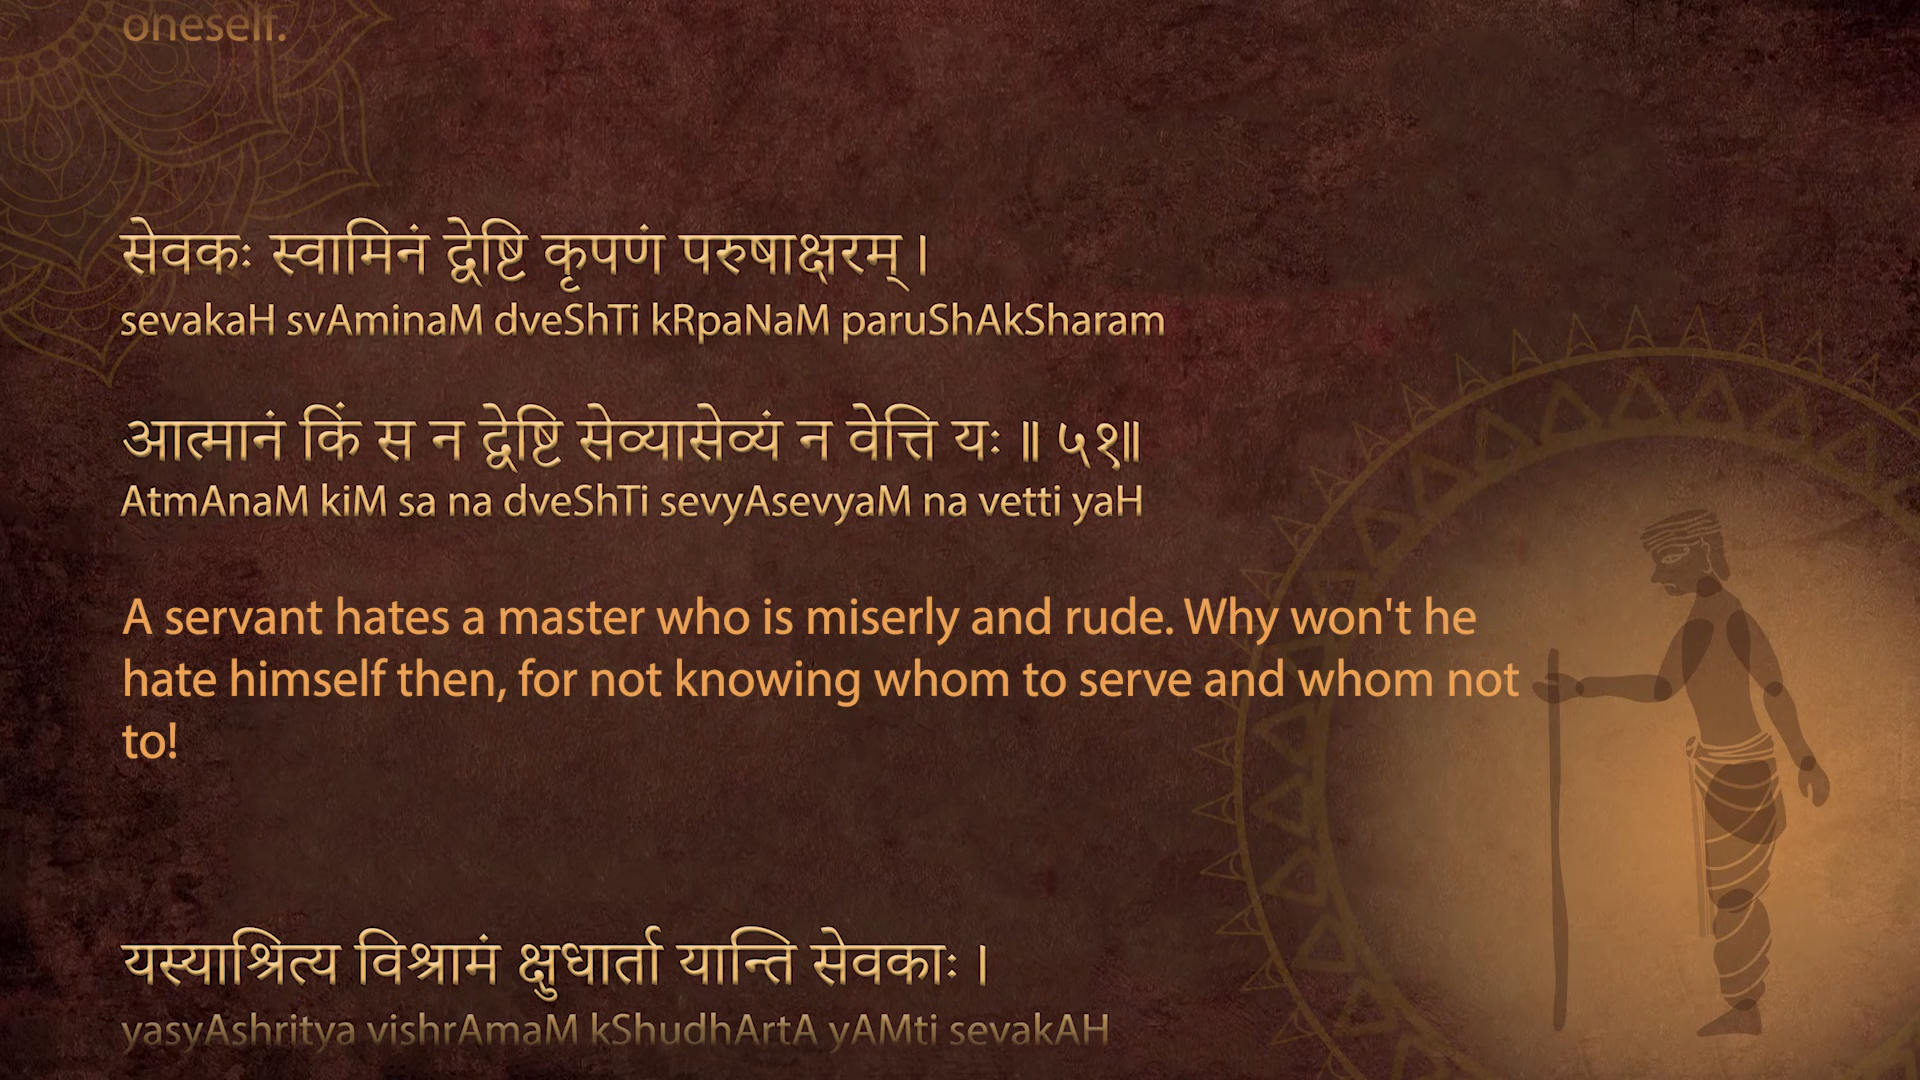 oneself.
सेवकः स्वामिनं द्वेष्टि कृपणं परुषाक्षरम् ।
sevakaH svAminaM dveShTi kRpaNaM paruShAkSharam
आत्मानं किं स न द्वेष्टि सेव्यासेव्यं न वेत्ति यः ॥ ५१॥
AtmAnaM kiM sa na dveShTi sevyAsevyaM na vetti yaH
A servant hates a master who is miserly and rude. Why won't he
hate himself then, for not knowing whom to serve and whom not
to!
यस्याश्रित्य विश्रामं क्षुधार्ता यान्ति सेवकाः ।
yasyAshritya vishrAmaM kShudhArtA yAMti sevakAH